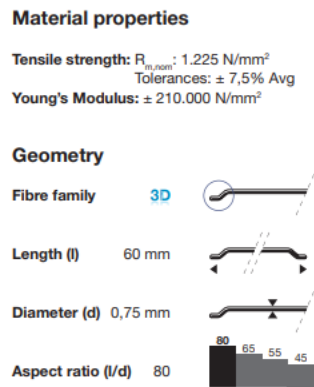 Material properties
Tensile strength: Rm,nom: 1.225 N/mm²
Tolerances: ± 7,5% Avg
Young's Modulus: ± 210.000 N/mm²
Geometry
Fibre family 3D
Length (l) 60 mm
Diameter (d) 0,75 mm
80 65 55 45
Aspect ratio (l/d) 80